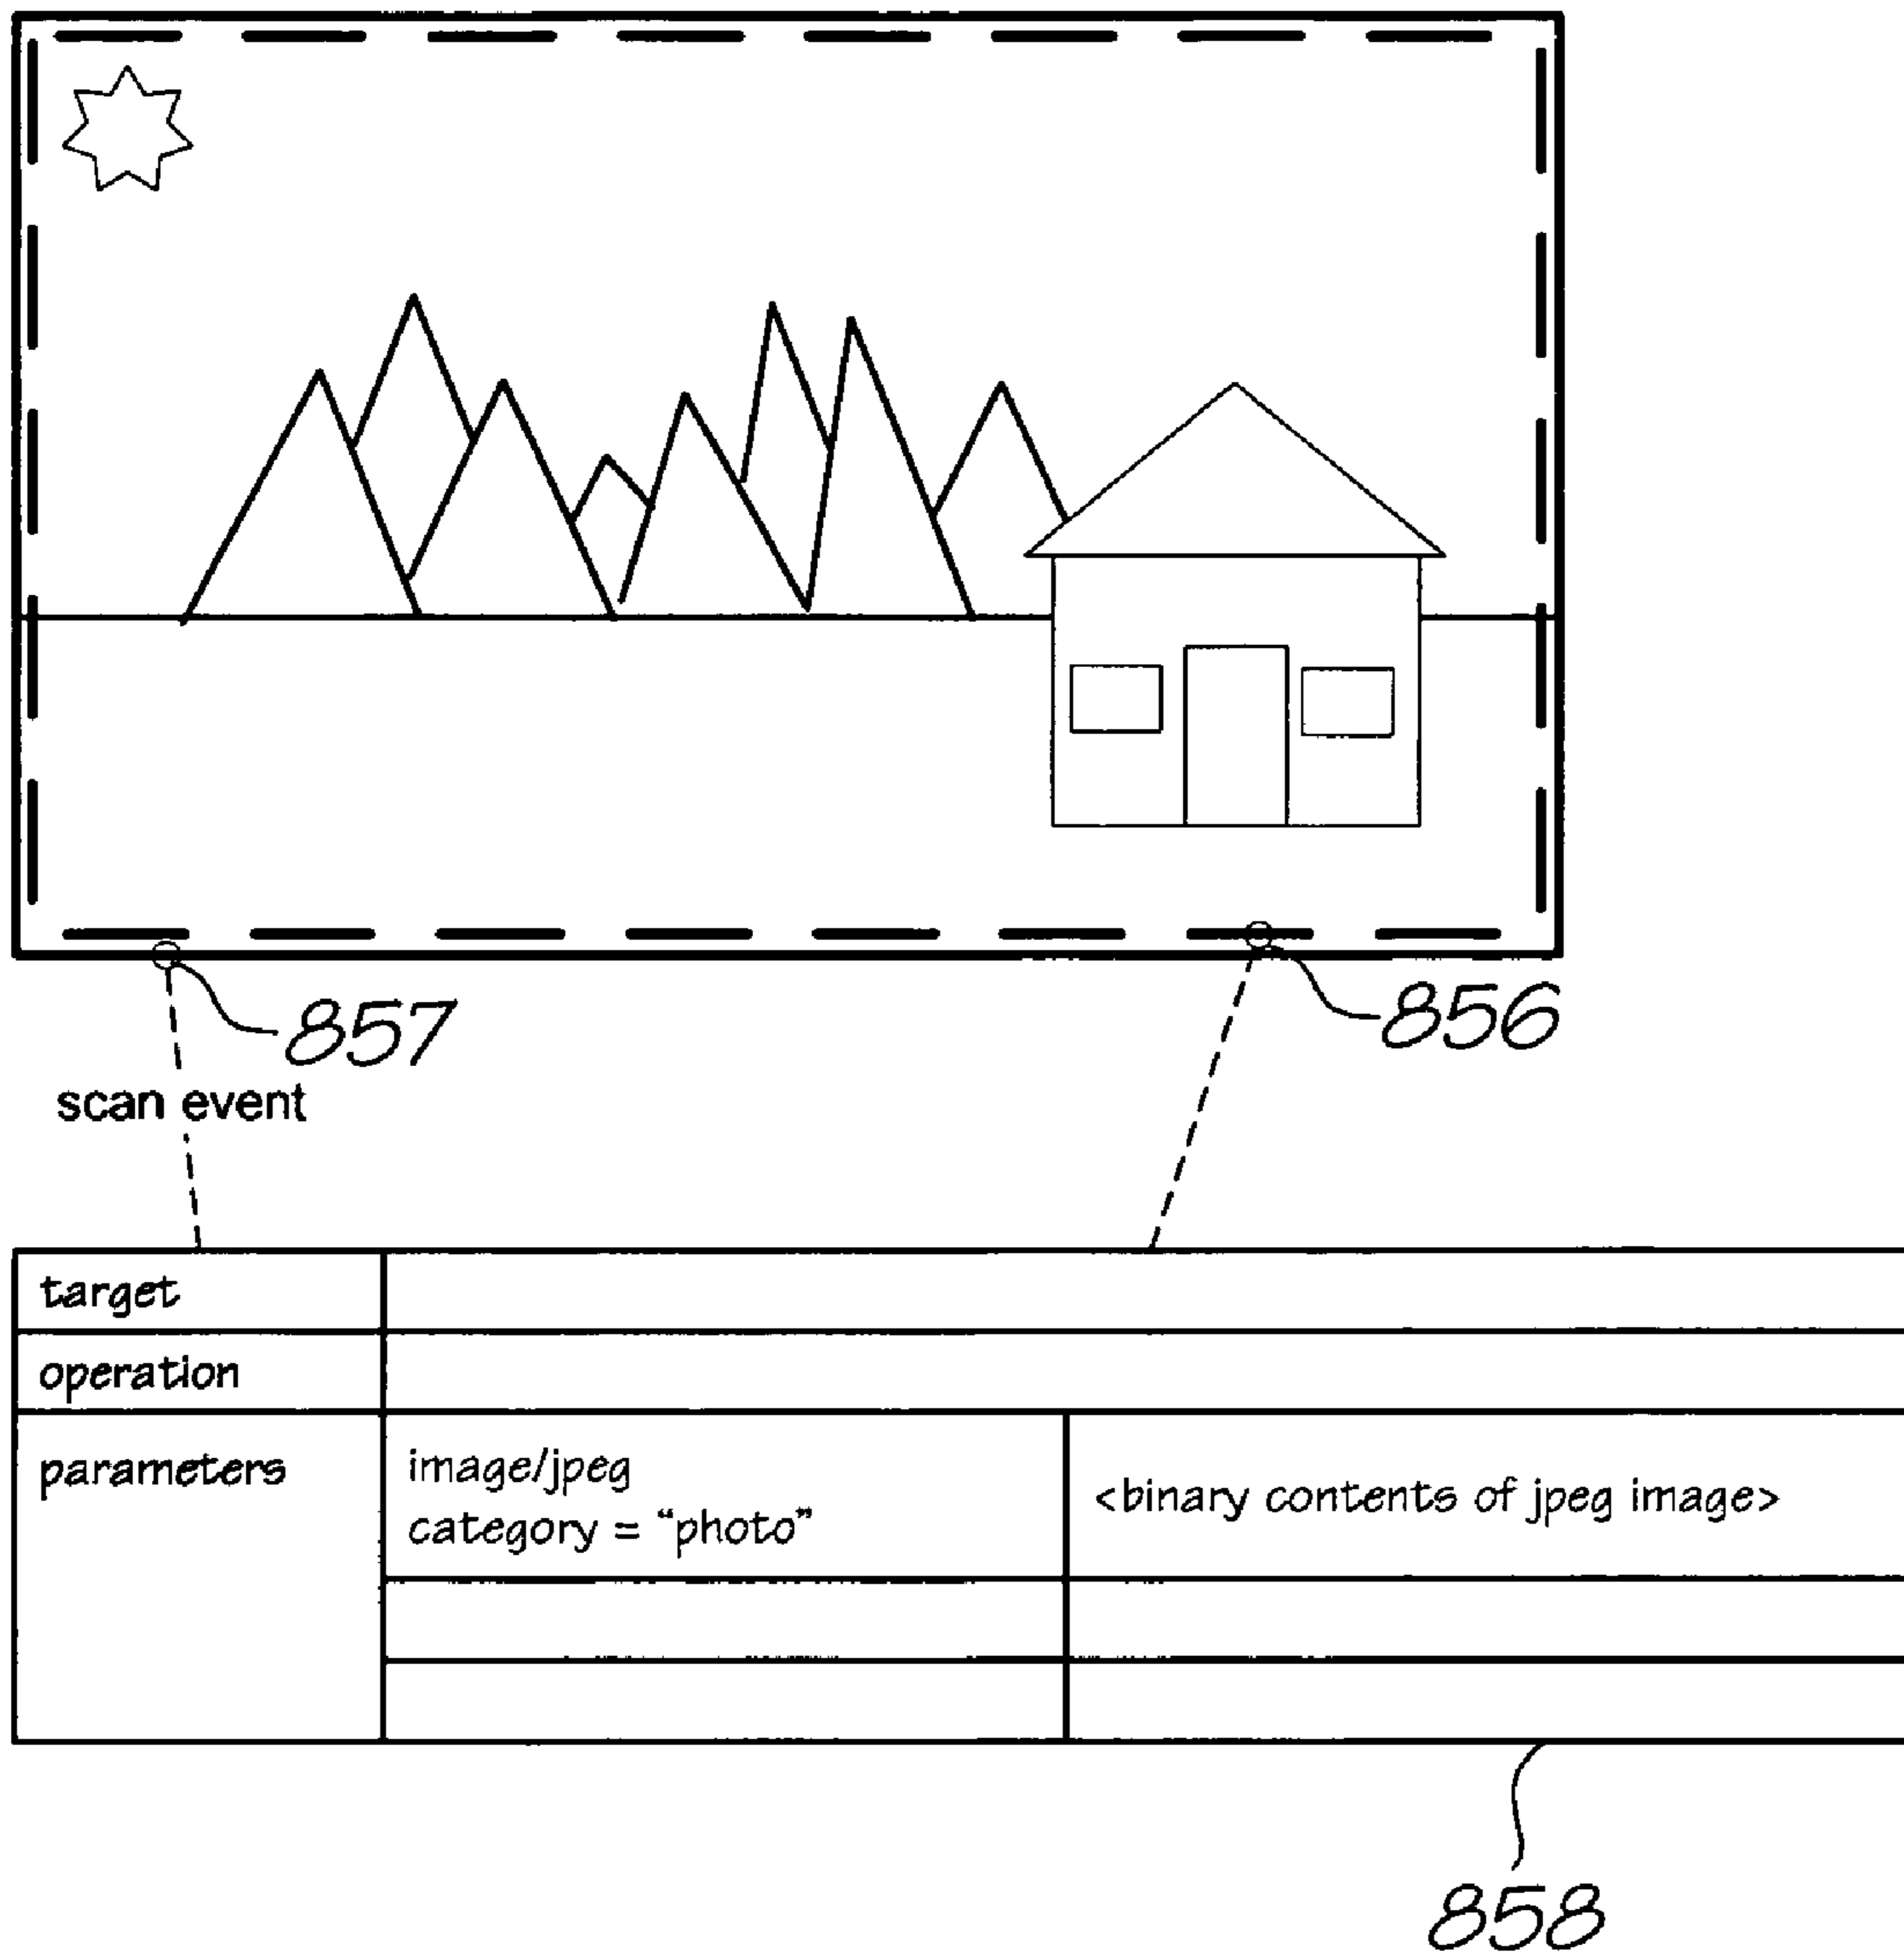 857
856
scan event
target
operation
parameters
image/jpeg
category = “photo”
<binary contents of jpeg image>
858